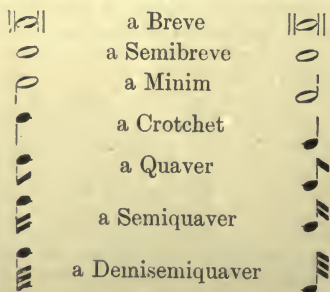 a Breve
a Semibreve
a Minim
a Crotchet
a Quaver
a Semiquaver
a Demisemiquaver